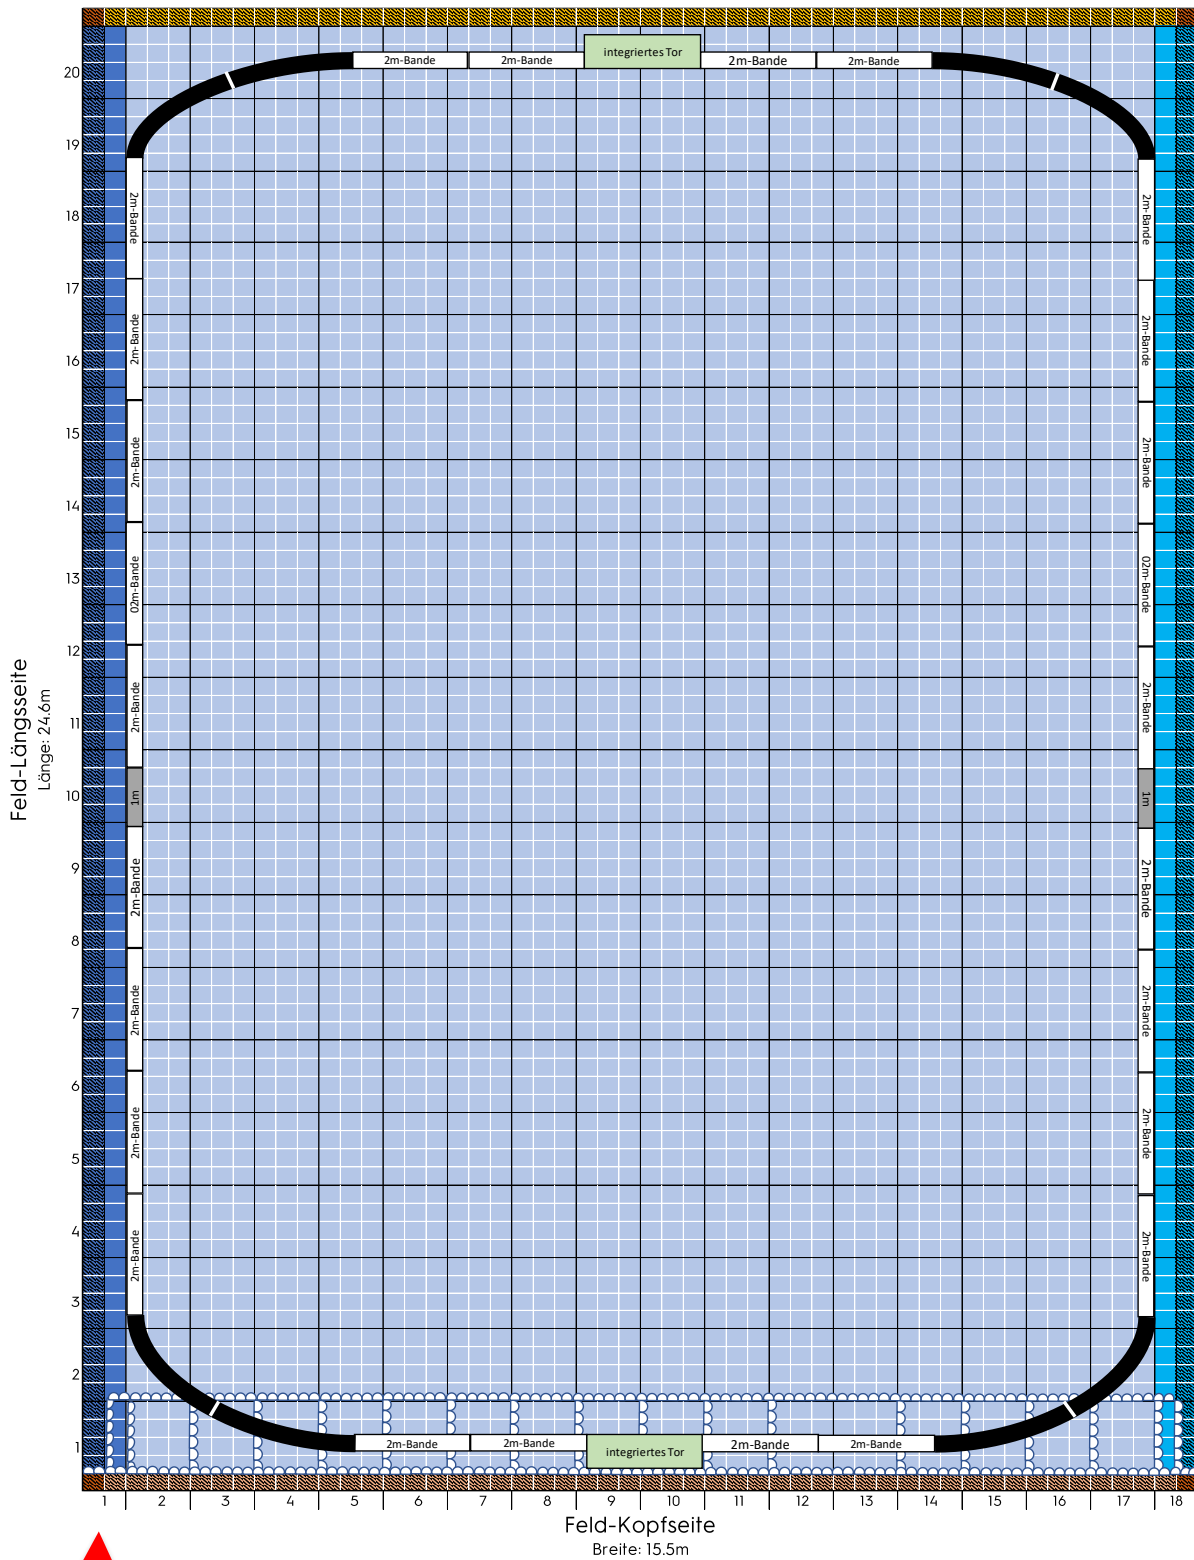 integriertes Tor
2m-Bande
2m-Bande
2m-Bande
2m-Bande
20
19
18
17
16
15
14
13
12
11
10
9
8
7
6
5
4
3
2
1
2m-Bande
2m-Bande
2m-Bande
02m-Bande
2m-Bande
1m
2m-Bande
2m-Bande
2m-Bande
2m-Bande
2m-Bande
2m-Bande
2m-Bande
02m-Bande
2m-Bande
1m
2m-Bande
2m-Bande
2m-Bande
2m-Bande
Feld-Längsseite
Länge: 24.6m
2m-Bande
2m-Bande
integriertes Tor
2m-Bande
2m-Bande
1 2 3 4 5 6 7 8 9 10 11 12 13 14 15 16 17 18
Feld-Kopfseite
Breite: 15.5m